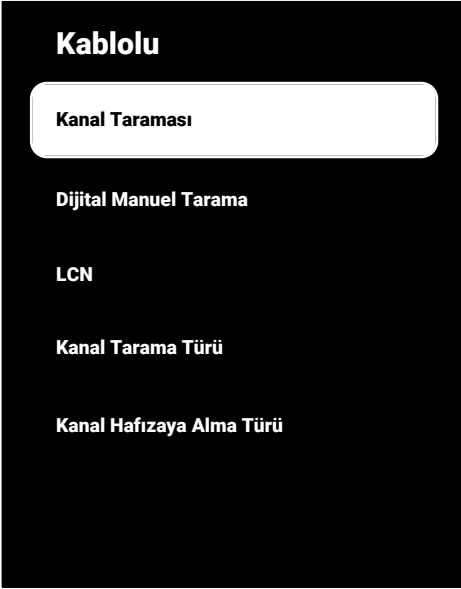 Kablolu
Kanal Taraması
Dijital Manuel Tarama
LCN
Kanal Tarama Türü
Kanal Hafızaya Alma Türü